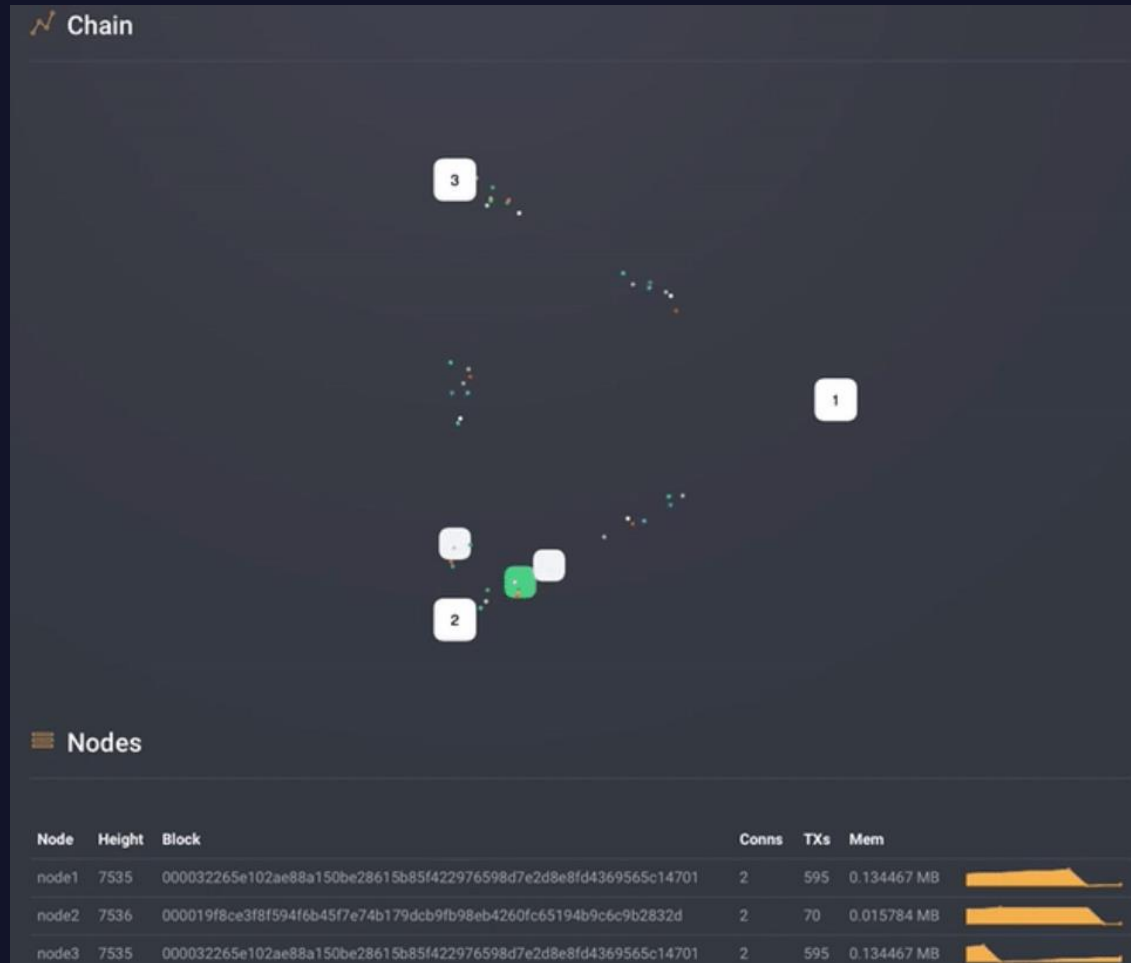 Chain
3
1
2
Nodes
Node Height Block Conns TXs Mem
node1 7535 000032265e102ae88a150be28615b85f422976598d7e2d8e8fd4369565c14701 2 595 0.134467 MB
node2 7536 000019f8ce3f8f594f6b45f7e74b179dcb9fb98eb4260fc65194b9c6c9b2832d 2 70 0.015784 MB
node3 7535 000032265e102ae88a150be28615b85f422976598d7e2d8e8fd4369565c14701 2 595 0.134467 MB